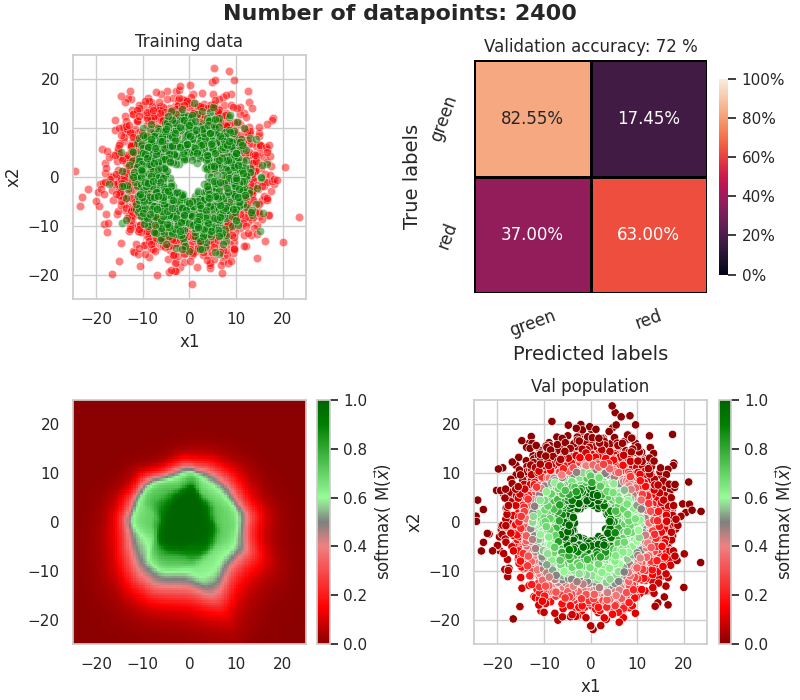 Number of datapoints: 2400
Training data
20
10
0
−10
−20
x2
−20 −10 0 10 20
x1
Validation accuracy: 72 %
True labels
green
red
82.55% 17.45%
37.00% 63.00%
green red
Predicted labels
100%
80%
60%
40%
20%
0%
20
10
0
−10
−20
−20 −10 0 10 20
1.0
0.8
0.6
0.4
0.2
0.0
softmax( M(x⃗)
Val population
20
10
0
−10
−20
x2
−20 −10 0 10 20
x1
1.0
0.8
0.6
0.4
0.2
0.0
softmax( M(x⃗)